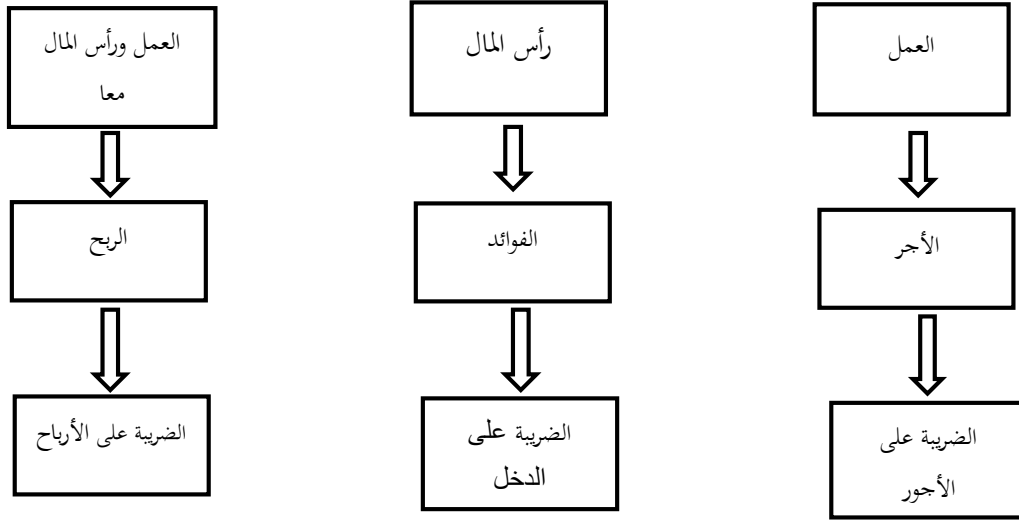 العمل
رأس المال
العمل ورأس المال
معا
الأجر
الفوائد
الربح
الضريبة على
الأجور
الضريبة على
الدخل
الضريبة على الأرباح